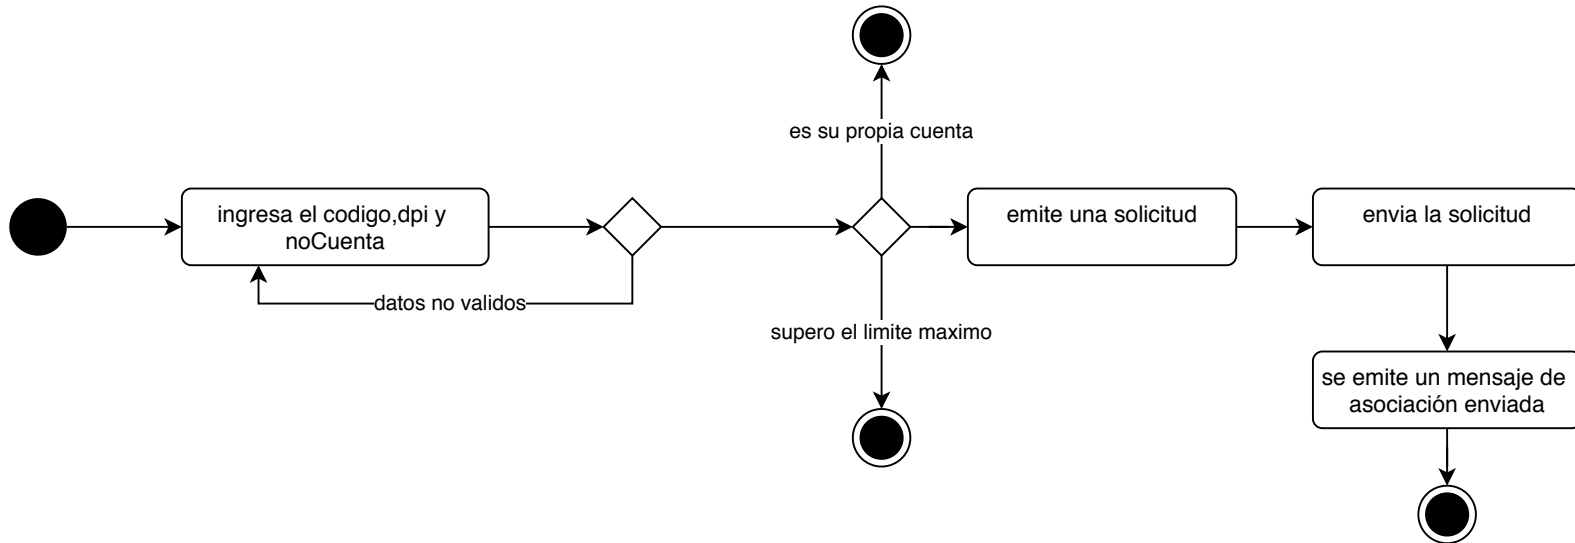 es su propia cuenta
ingresa el codigo,dpi y
noCuenta
emite una solicitud
envia la solicitud
datos no validos
supero el limite maximo
se emite un mensaje de
asociación enviada